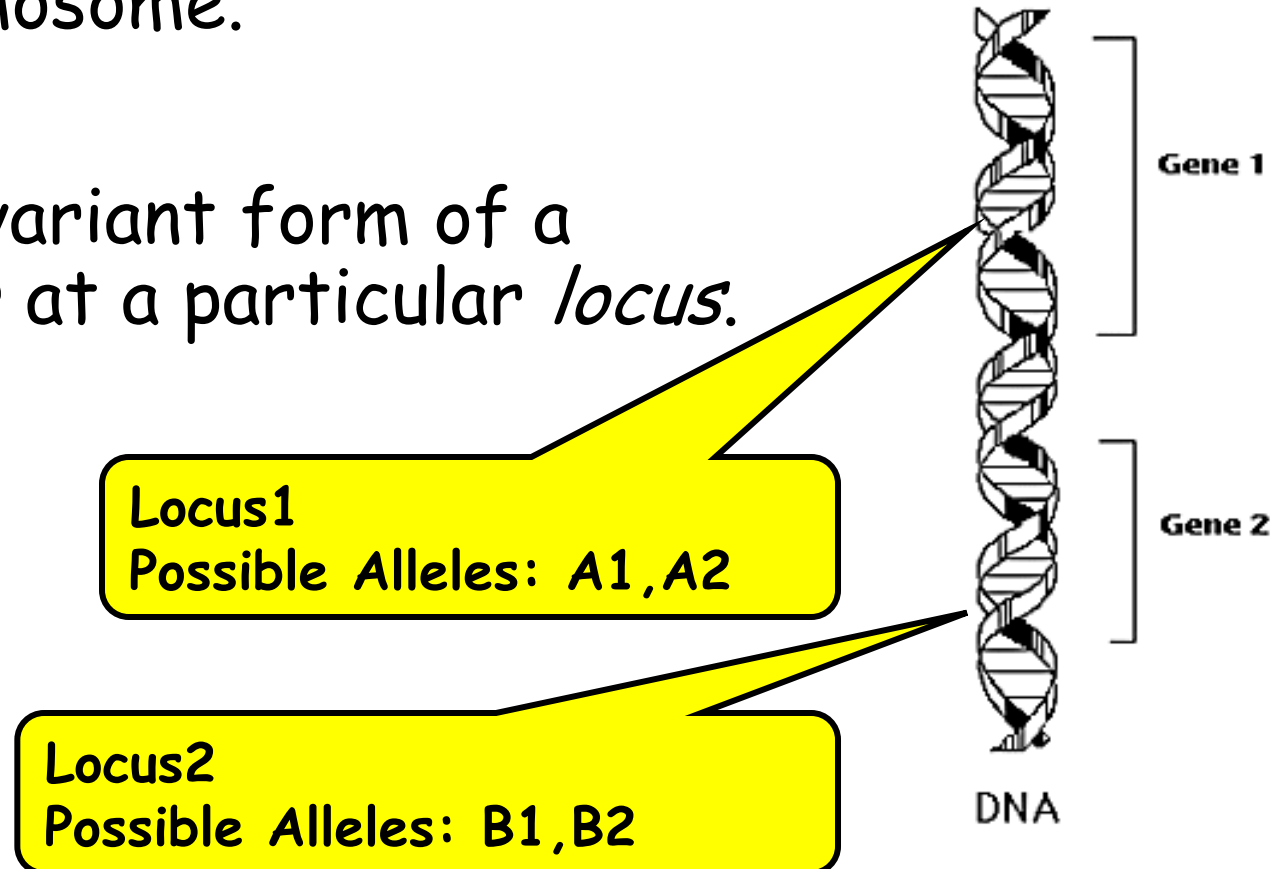 osome.
variant form of a
at a particular locus.
Gene 1
Locus1
Possible Alleles: A1,A2
Gene 2
Locus2
Possible Alleles: B1,B2
DNA